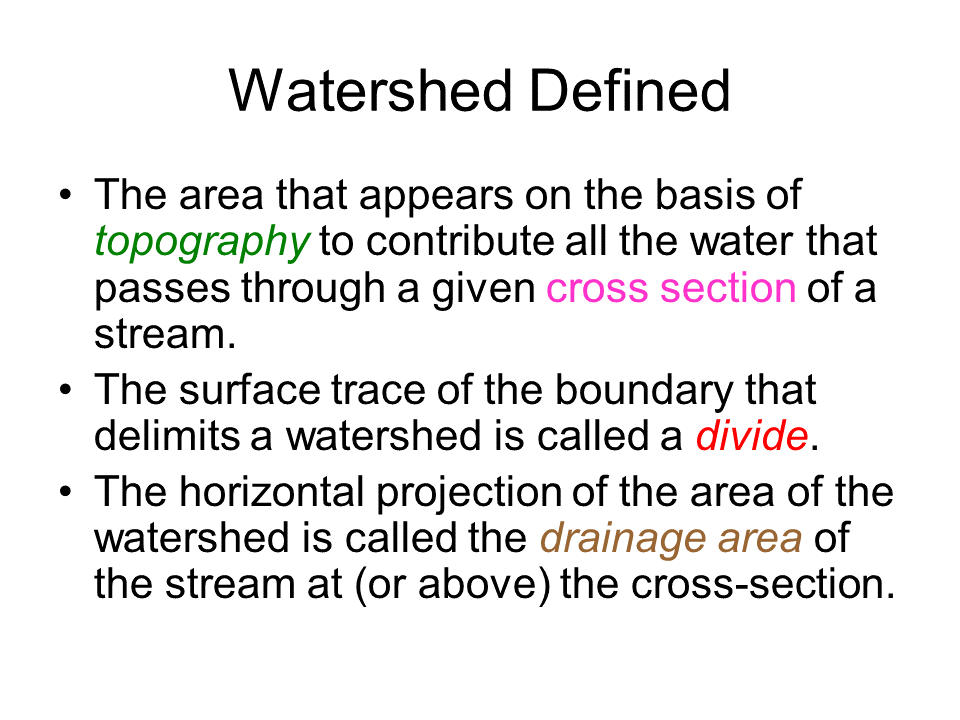 Watershed Defined
• The area that appears on the basis of
topography to contribute all the water that
passes through a given cross section of a
stream.
• The surface trace of the boundary that
delimits a watershed is called a divide.
• The horizontal projection of the area of the
watershed is called the drainage area of
the stream at (or above) the cross-section.